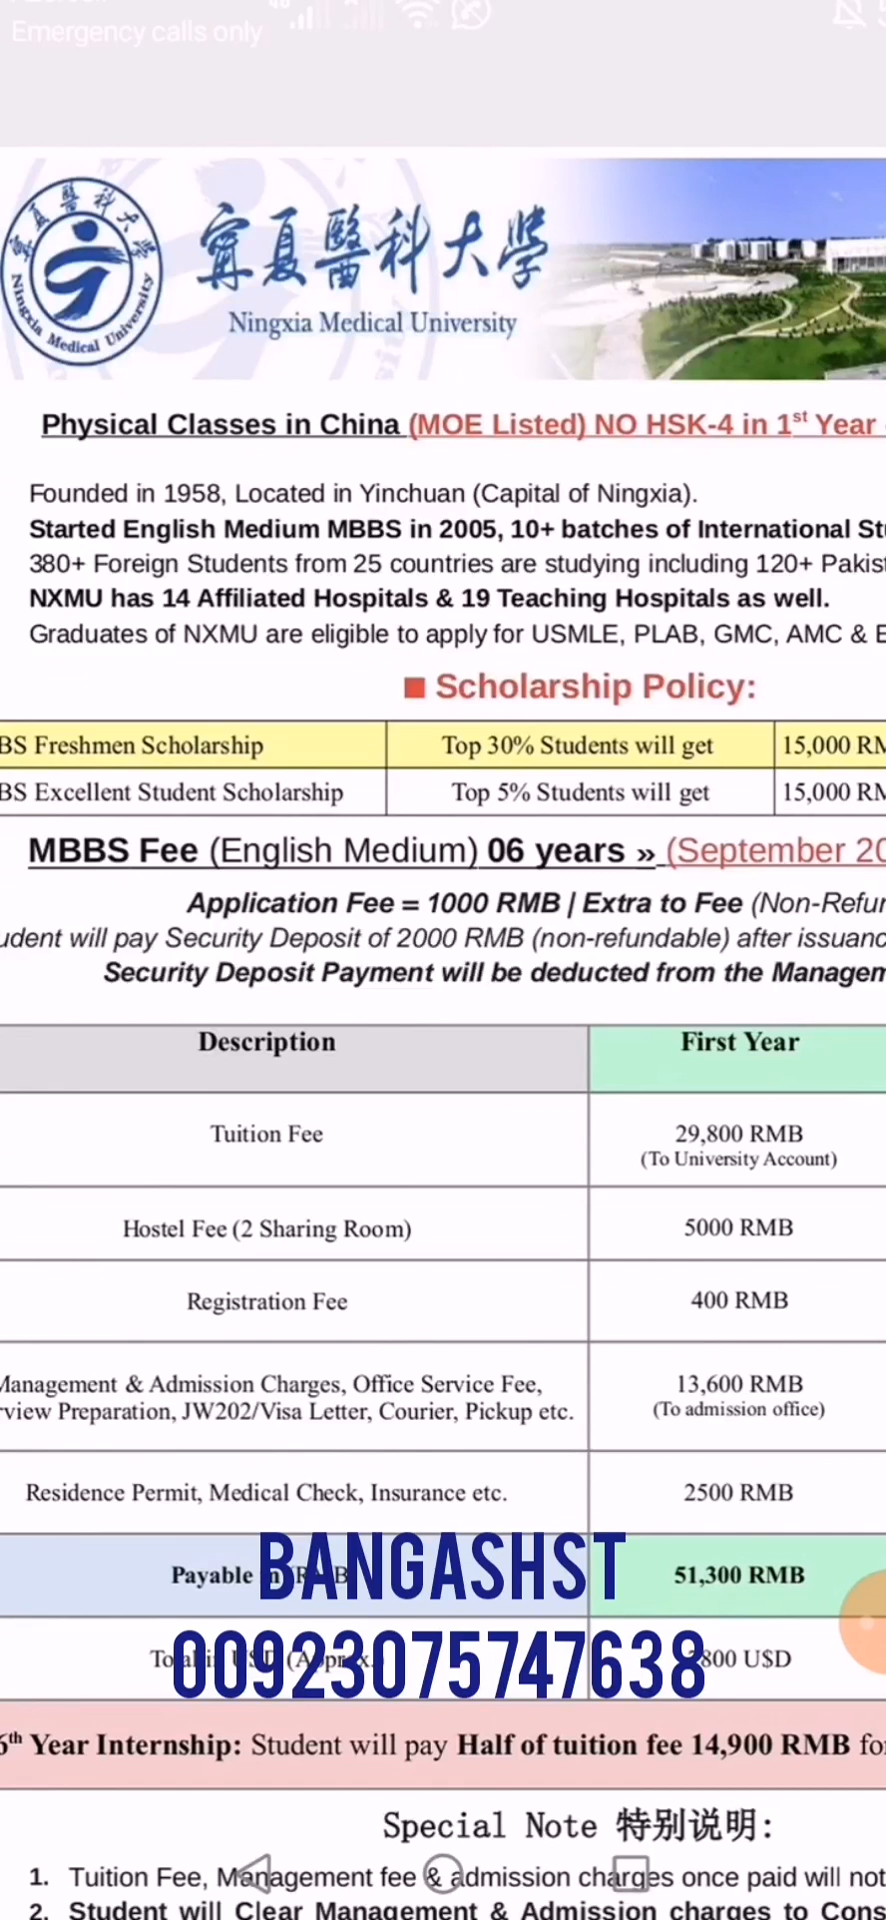 Emergency calls only
寧夏醫科大學
Ningxia Medical University
寧夏醫科大學
Ningxia Medical University
Physical Classes in China (MOE Listed) NO HSK-4 in 1st Year
Founded in 1958, Located in Yinchuan (Capital of Ningxia).
Started English Medium MBBS in 2005, 10+ batches of International
380+ Foreign Students from 25 countries are studying including 120+
NXMU has 14 Affiliated Hospitals & 19 Teaching Hospitals as well.
Graduates of NXMU are eligible to apply for USMLE, PLAB, GMC, AMC &
■ Scholarship Policy:
BS Freshmen Scholarship Top 30% Students will get 15,000
BS Excellent Student Scholarship Top 5% Students will get 15,000
MBBS Fee (English Medium) 06 years » (September
Application Fee = 1000 RMB | Extra to Fee
udent will pay Security Deposit of 2000 RMB (non-refundable) after
Security Deposit Payment will be deducted from the
Description First Year
Tuition Fee 29,800 RMB
(To University Account)
Hostel Fee (2 Sharing Room) 5000 RMB
Registration Fee 400 RMB
Management & Admission Charges, Office Service Fee, 13,600 RMB
rview Preparation, JW202/Visa Letter, Courier, Pickup etc. (To admission office)
Residence Permit, Medical Check, Insurance etc. 2500 RMB
Payable 51,300 RMB
BANGASHST
00923075747638
800 U$D
6th Year Internship: Student will pay Half of tuition fee 14,900 RMB
Special Note 特别说明:
1. Tuition Fee, Management fee & admission charges once paid will not
2. Student will Clear Management & Admission charges to